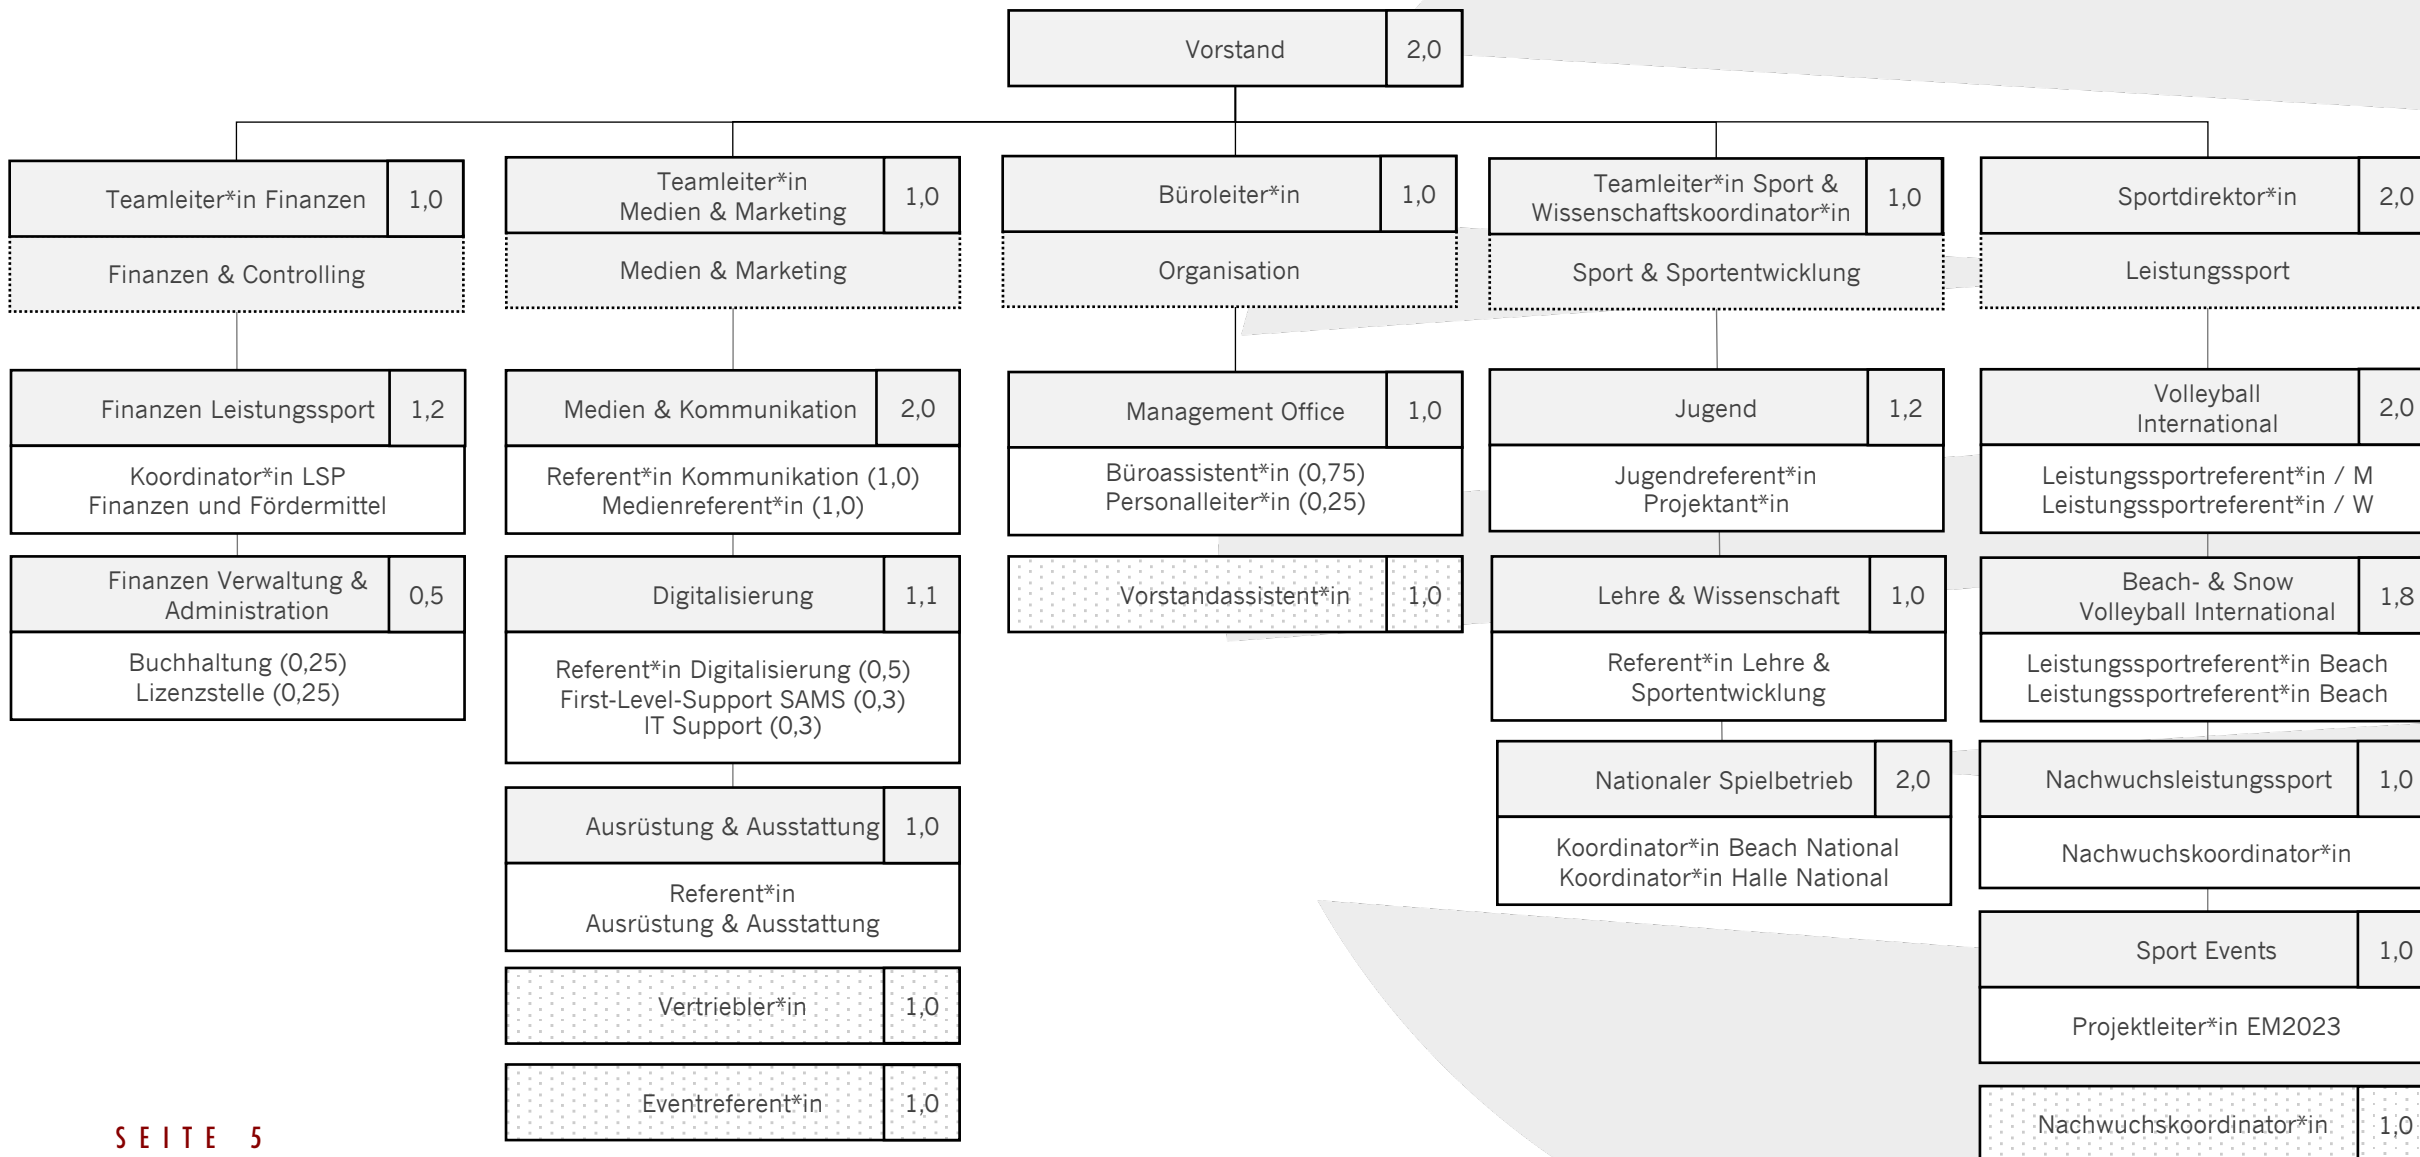 Vorstand 2,0
Teamleiter*in Finanzen 1,0
Finanzen & Controlling
Finanzen Leistungssport 1,2
Koordinator*in LSP
Finanzen und Fördermittel
Finanzen Verwaltung &
Administration 0,5
Buchhaltung (0,25)
Lizenzstelle (0,25)
Teamleiter*in
Medien & Marketing 1,0
Medien & Marketing
Medien & Kommunikation 2,0
Referent*in Kommunikation (1,0)
Medienreferent*in (1,0)
Digitalisierung 1,1
Referent*in Digitalisierung (0,5)
First-Level-Support SAMS (0,3)
IT Support (0,3)
Ausrüstung & Ausstattung 1,0
Referent*in
Ausrüstung & Ausstattung
Vertriebler*in 1,0
Eventreferent*in 1,0
Büroleiter*in 1,0
Organisation
Management Office 1,0
Büroassistent*in (0,75)
Personalleiter*in (0,25)
Vorstandassistent*in 1,0
Teamleiter*in Sport &
Wissenschaftskoordinator*in 1,0
Sport & Sportentwicklung
Jugend 1,2
Jugendreferent*in
Projektant*in
Lehre & Wissenschaft 1,0
Referent*in Lehre &
Sportentwicklung
Nationaler Spielbetrieb 2,0
Koordinator*in Beach National
Koordinator*in Halle National
Sportdirektor*in 2,0
Leistungssport
Volleyball
International 2,0
Leistungssportreferent*in / M
Leistungssportreferent*in / W
Beach- & Snow
Volleyball International 1,8
Leistungssportreferent*in Beach
Leistungssportreferent*in Beach
Nachwuchsleistungssport 1,0
Nachwuchskoordinator*in
Sport Events 1,0
Projektleiter*in EM2023
Nachwuchskoordinator*in 1,0
SEITE 5